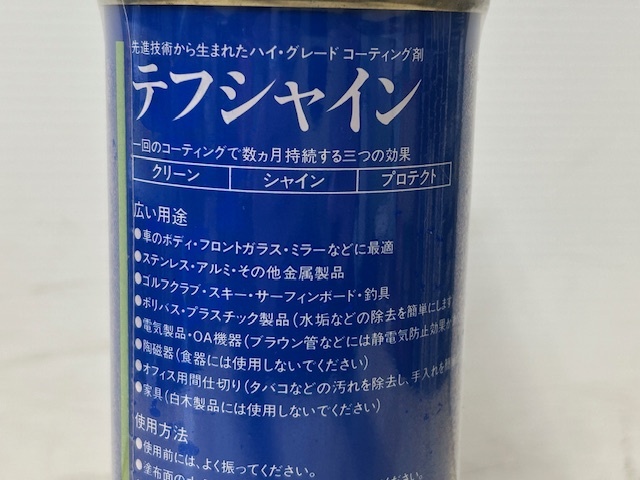 先進技術から生まれたハイ・グレード コーティング剤
テフシャイン
一回のコーティングで数ヵ月持続する三つの効果
クリーン シャイン プロテクト
広い用途
●車のボディ・フロントガラス・ミラーなどに最適
●ステンレス・アルミ・その他金属製品
●ゴルフクラブ・スキー・サーフィンボード・釣具
●ポリバス・プラスチック製品(水垢などの除去を簡単にします
●電気製品・OA機器(ブラウン管などには静電気防止効果が
●陶磁器(食器には使用しないでください)
●オフィス用間仕切り(タバコなどの汚れを除去し、手入れを簡
●家具(白木製品には使用しないでください)
使用方法
●使用前には、よく振ってください。
●塗布面の